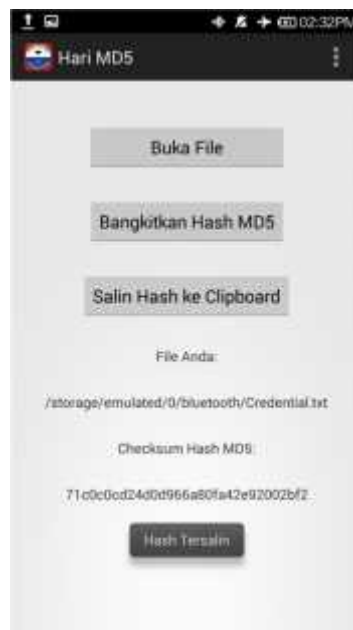 02:32PM
Hari MD5
Buka File
Bangkitkan Hash MD5
Salin Hash ke Clipboard
File Anda:
/storage/emulated/0/bluetooth/Credential.txt
Checksum Hash MD5:
71c0c0cd24d0d966a80fa42e92002bf2
Hash Tersalin